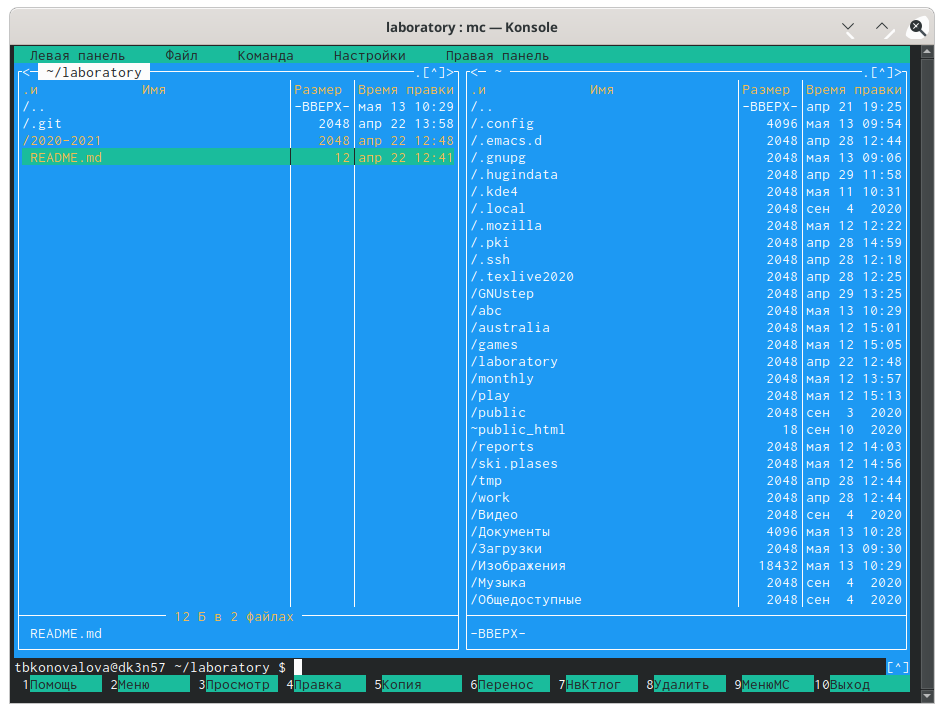 laboratory : mc — Konsole
Левая панель Файл Команда Настройки Правая панель
<─ ~/laboratory .[^]>
.и Имя Размер Время правки
/.. -ВВЕРХ- мая 13 10:29
/.git 2048 апр 22 13:58
/2020-2021 2048 апр 22 12:48
README.md 12 апр 22 12:41
12 Б в 2 файлах
README.md
<─ ~ .[^]>
.и Имя Размер Время правки
/.. -ВВЕРХ- апр 21 19:25
/.config 4096 мая 13 09:54
/.emacs.d 2048 апр 28 12:44
/.gnupg 2048 мая 13 09:06
/.hugindata 2048 апр 29 11:58
/.kde4 2048 мая 11 10:31
/.local 2048 сен 4 2020
/.mozilla 2048 мая 12 12:22
/.pki 2048 апр 28 14:59
/.ssh 2048 апр 28 12:18
/.texlive2020 2048 апр 28 12:25
/GNUstep 2048 апр 29 13:25
/abc 2048 мая 13 10:29
/australia 2048 мая 12 15:01
/games 2048 мая 12 15:05
/laboratory 2048 апр 22 12:48
/monthly 2048 мая 12 13:57
/play 2048 мая 12 15:13
/public 2048 сен 3 2020
~public_html 18 сен 10 2020
/reports 2048 мая 12 14:03
/ski.plases 2048 мая 12 14:56
/tmp 2048 апр 28 12:44
/work 2048 апр 28 12:44
/Видео 2048 сен 4 2020
/Документы 4096 мая 13 10:28
/Загрузки 2048 мая 13 09:30
/Изображения 18432 мая 13 10:29
/Музыка 2048 сен 4 2020
/Общедоступные 2048 сен 4 2020
-ВВЕРХ-
tbkonovalova@dk3n57 ~/laboratory $ [^]
1Помощь 2Меню 3Просмотр 4Правка 5Копия 6Перенос 7НвКтлог 8Удалить 9МенюМС 10Выход